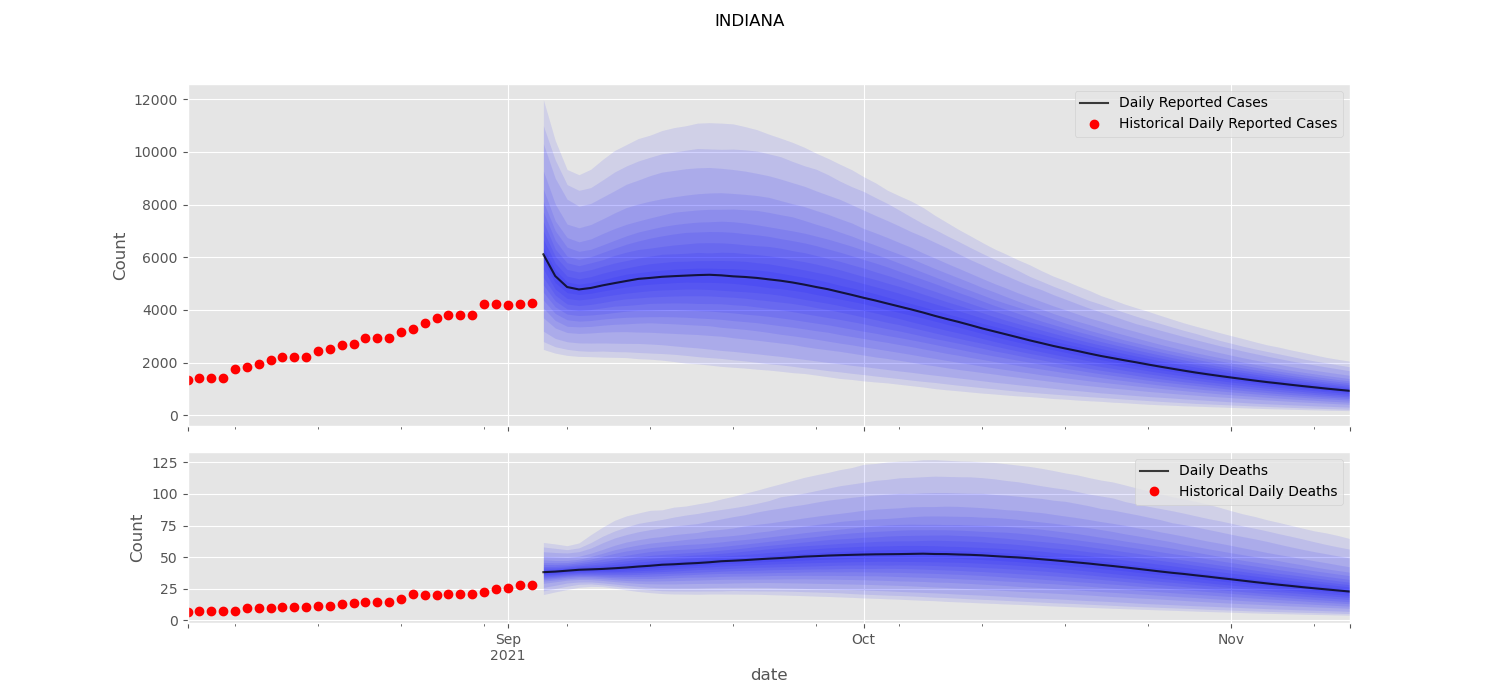 INDIANA
12000
10000
8000
6000
4000
2000
0
Count
Daily Reported Cases
Historical Daily Reported Cases
125
100
75
50
25
0
Count
Daily Deaths
Historical Daily Deaths
Sep
2021
Oct
Nov
date